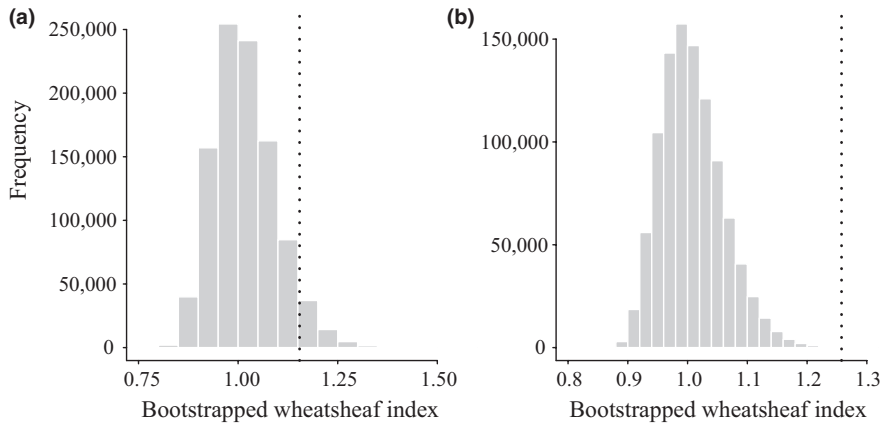 (a)
250,000
200,000
150,000
100,000
50,000
0
Frequency
0.75 1.00 1.25 1.50
Bootstrapped wheatsheaf index
(b)
150,000
100,000
50,000
0
0.8 0.9 1.0 1.1 1.2 1.3
Bootstrapped wheatsheaf index